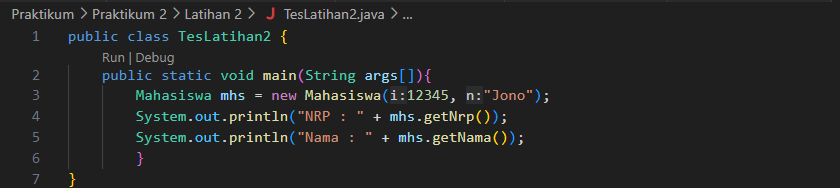 Praktikum > Praktikum 2 > Latihan 2 > J TesLatihan2.java > ...
1 public class TesLatihan2 {
Run | Debug
2 public static void main(String args[]){
3 Mahasiswa mhs = new Mahasiswa(i:12345, n:"Jono");
4 System.out.println("NRP : " + mhs.getNrp());
5 System.out.println("Nama : " + mhs.getNama());
6 }
7 }